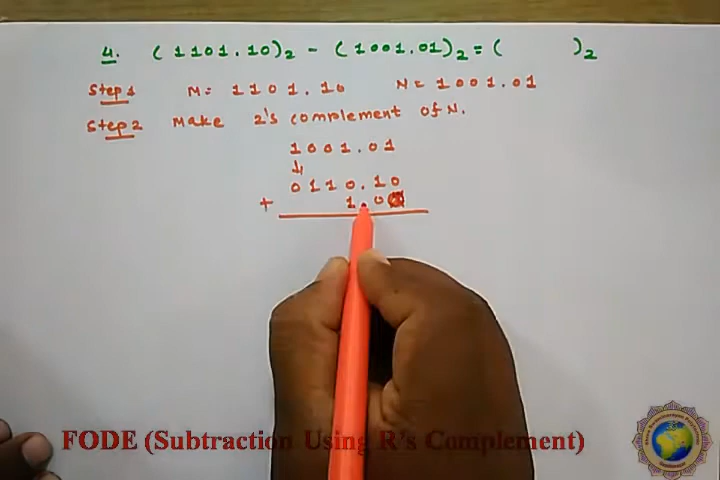 4. (1101.10)2 - (1001.01)2 = ( )2
Step 1 M= 1101.10 N= 1001.01
Step 2 Make 2's complement of N.
1001.01
↓
0110.10
+ 1.0
FODE (Subtraction Using R's Complement)